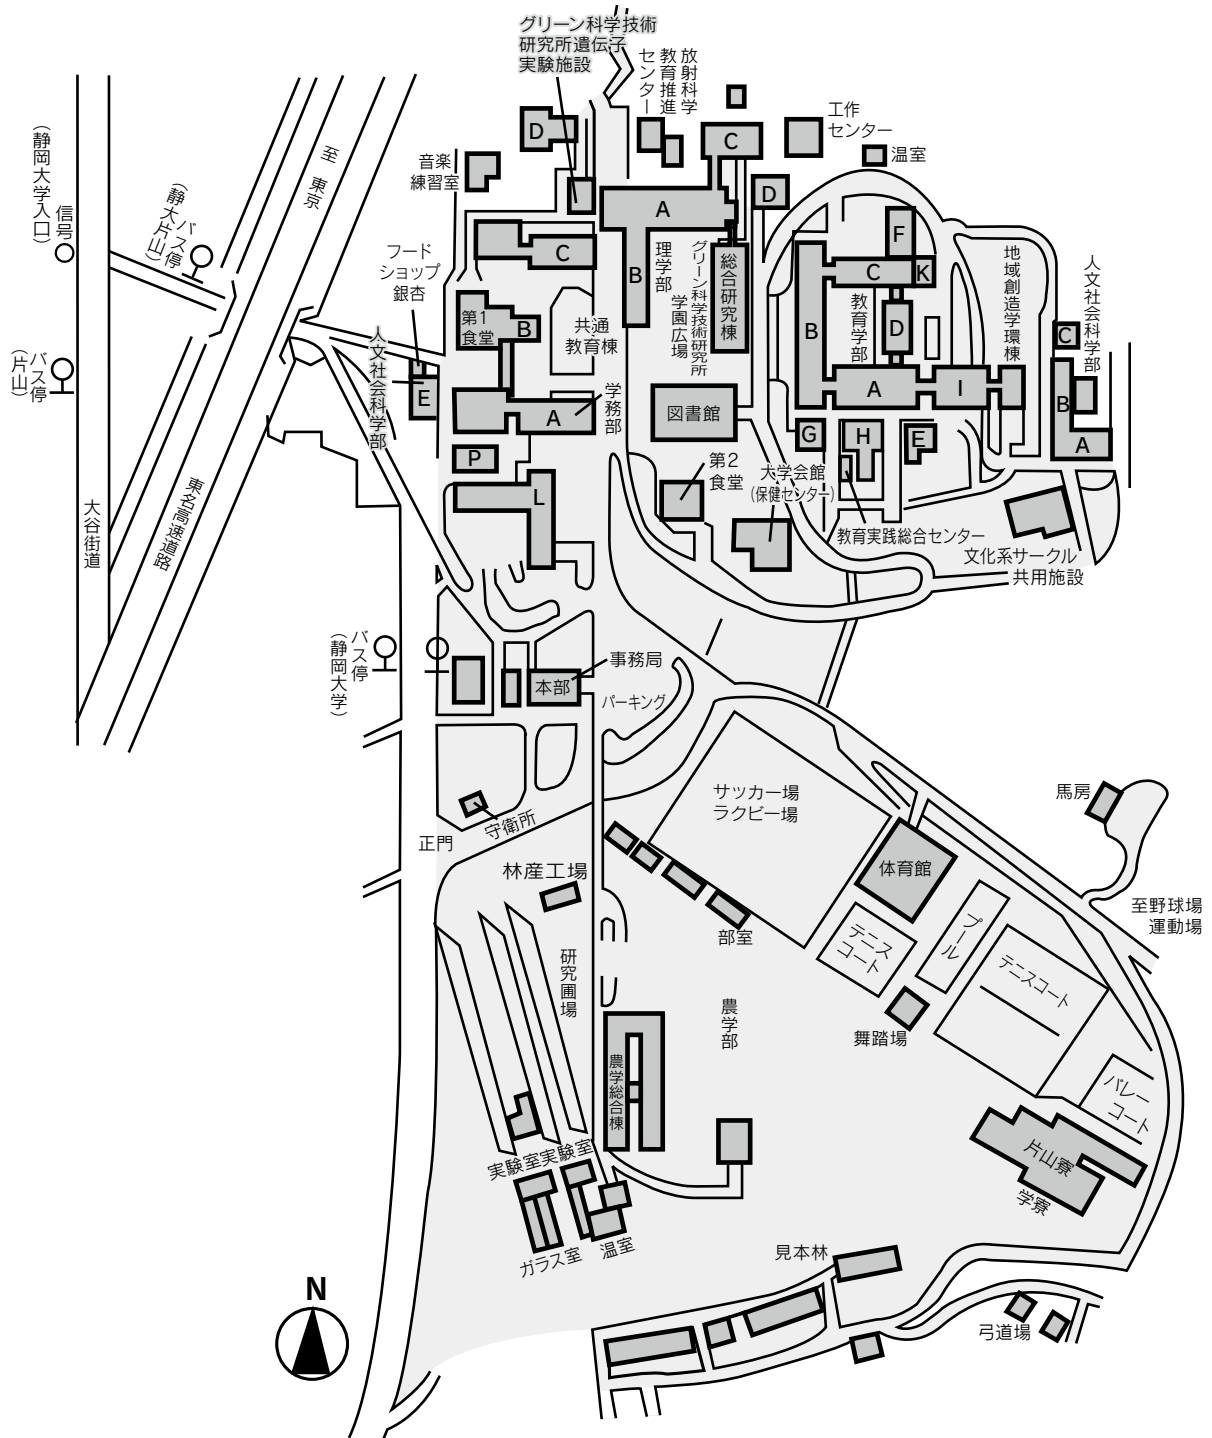 グリーン科学技術
研究所遺伝子
実験施設
放射科学
教育推進
センター
工作
センター
温室
音楽
練習室
D
C
D
A
B
C
理学部
グリーン科学技術研究所
総合研究棟
学園広場
F
C
K
B
教育学部
D
A
I
地域創造学環棟
人文社会科学部
C
B
A
G
H
E
(静岡大学入口)
信号
至 東京
バス停
(静大片山)
フード
ショップ
銀杏
第1
食堂
B
共通
教育棟
人文社会科学部
E
A
学務部
P
L
図書館
第2
食堂
大学会館
(保健センター)
教育実践総合センター
文化系サークル
共用施設
バス停
(片山)
大谷街道
東名高速道路
バス停
(静岡大学)
事務局
本部
パーキング
守衛所
正門
サッカー場
ラクビー場
馬房
体育館
林産工場
部室
テニス
コート
プール
テニスコート
至野球場
運動場
研究圃場
農学部
舞踏場
農学総合棟
バレー
コート
片山寮
学寮
実験室
実験室
ガラス室
温室
見本林
弓道場
N